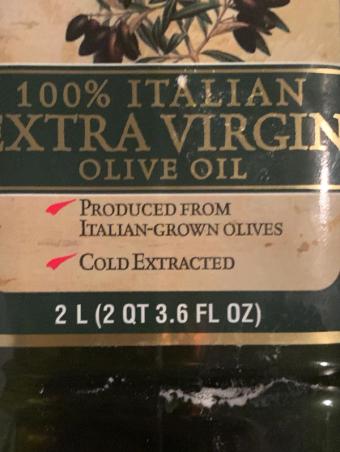 100% ITALIAN
EXTRA VIRGIN
OLIVE OIL
PRODUCED FROM
ITALIAN-GROWN OLIVES
COLD EXTRACTED
2 L (2 QT 3.6 FL OZ)